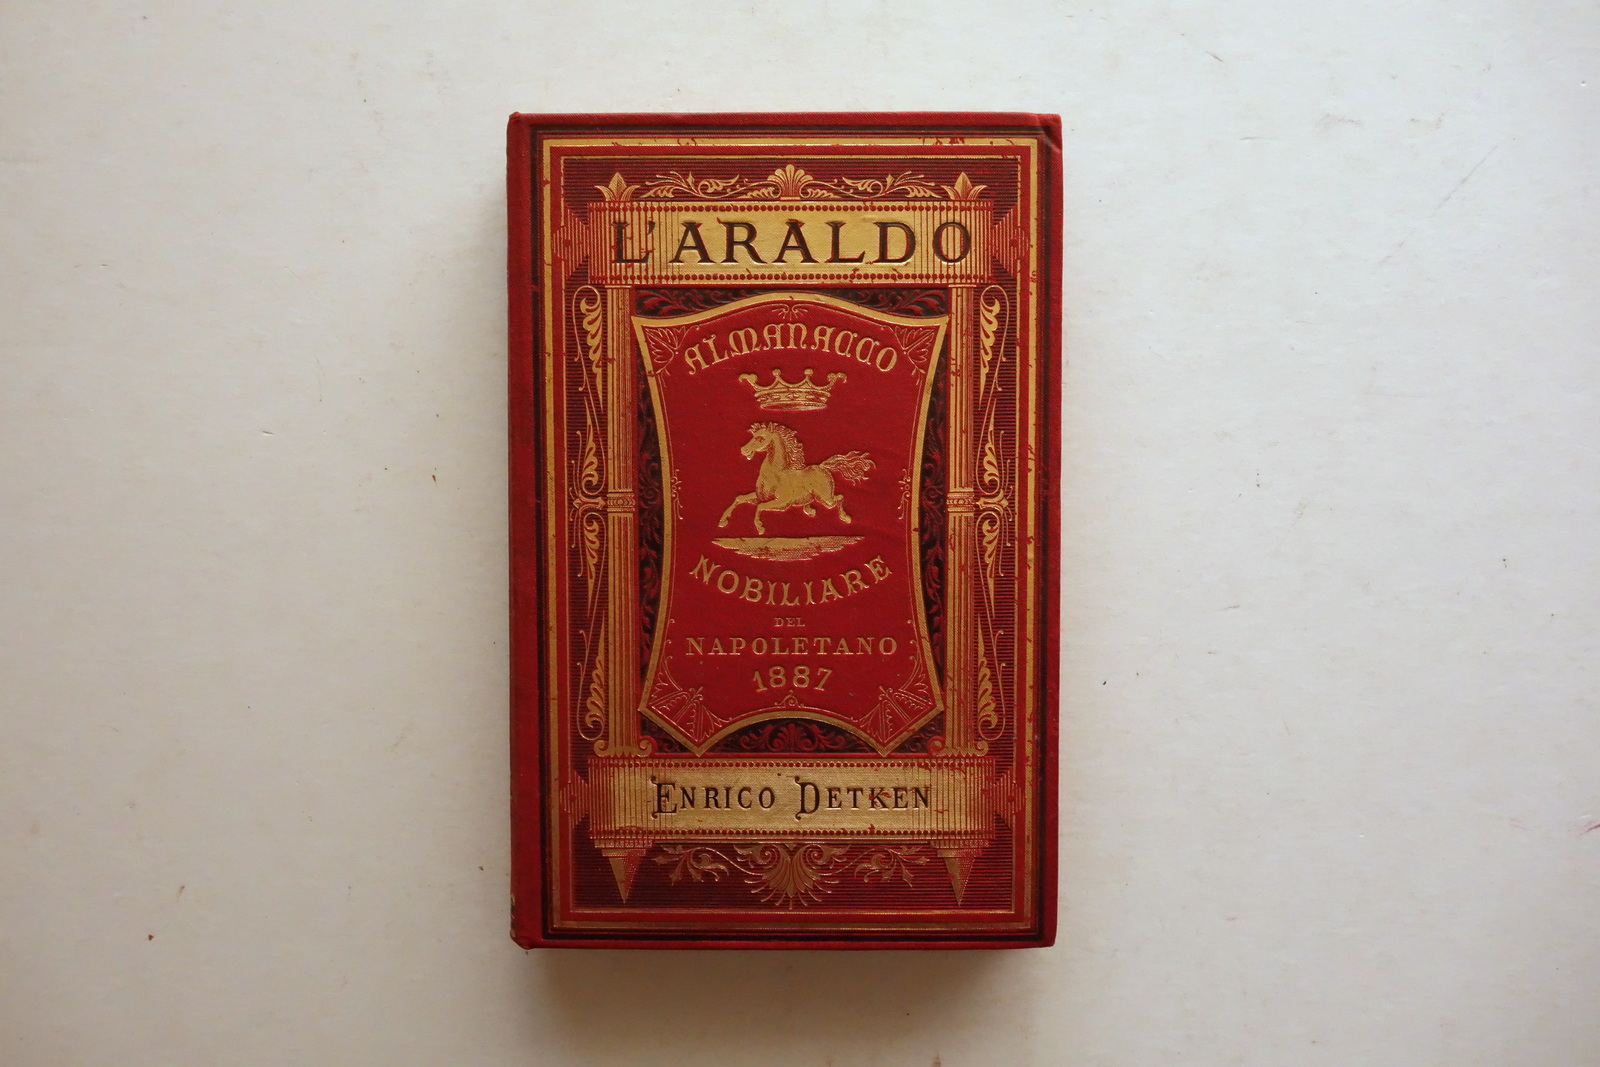 L'ARALDO
ALMANACCO
NOBILIARE
DEL
NAPOLETANO
1887
ENRICO DETKEN